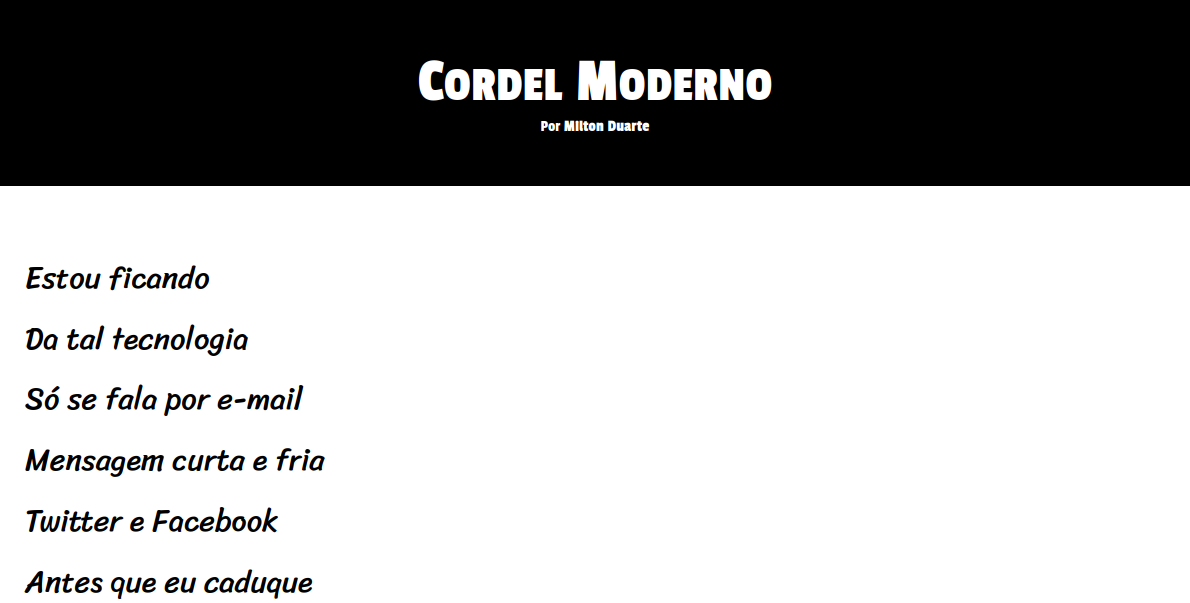 Cordel Moderno
Por Milton Duarte
Estou ficando
Da tal tecnologia
Só se fala por e-mail
Mensagem curta e fria
Twitter e Facebook
Antes que eu caduque